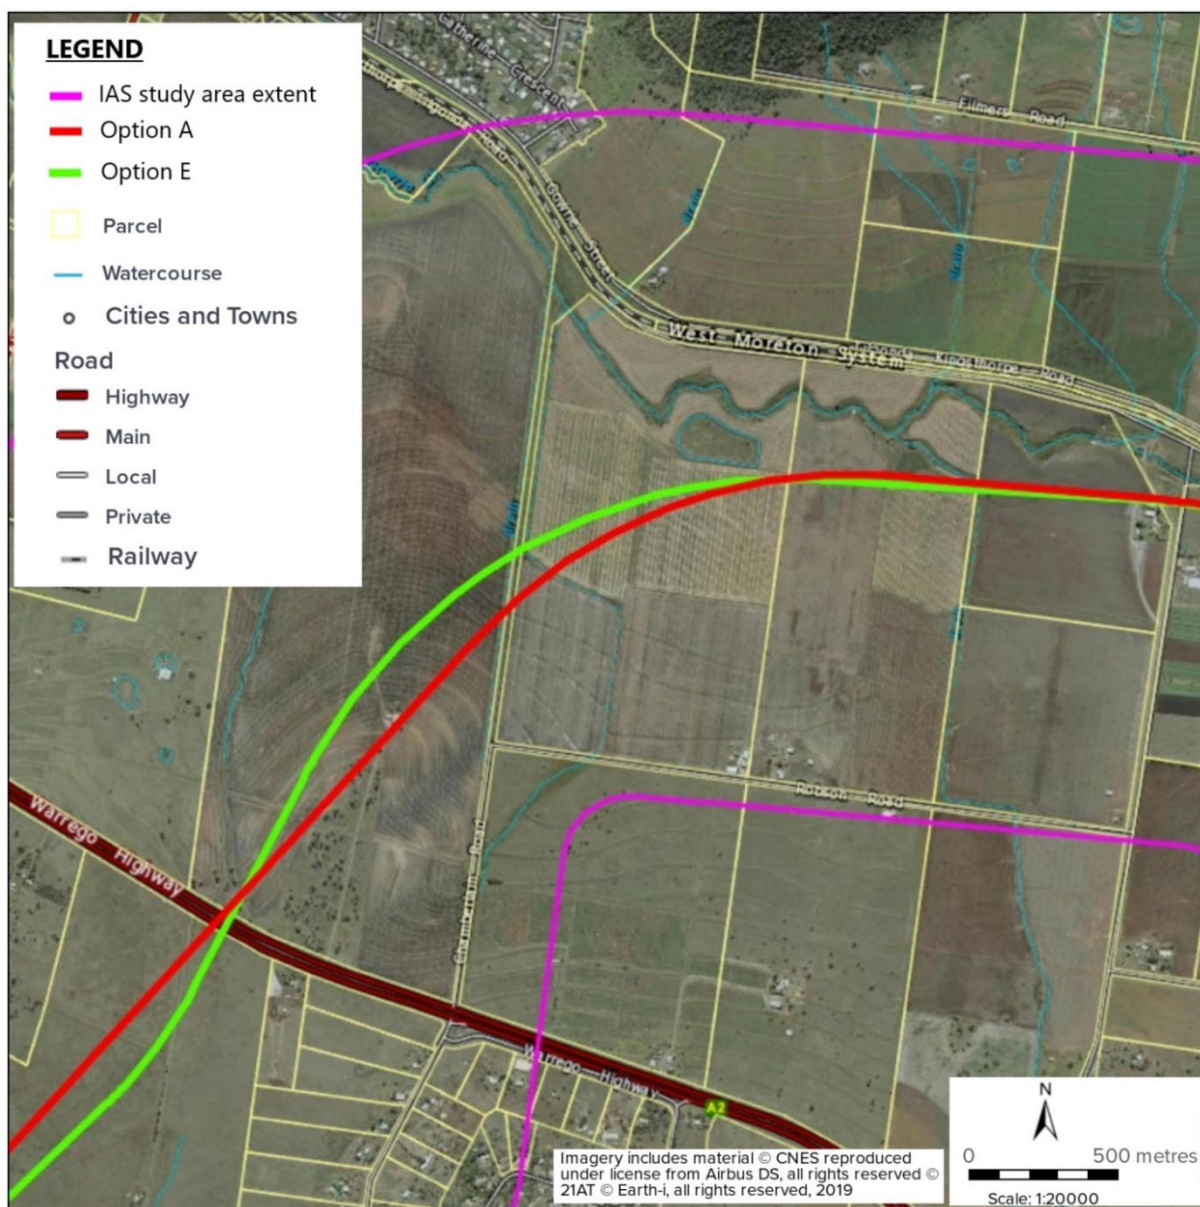 LEGEND
IAS study area extent
Option A
Option E
Parcel
Watercourse
Cities and Towns
Road
Highway
Main
Local
Private
Railway
Catherine Crescent
Road
Filmers Road
drain
Gowrie Street
drain
West Moreton System
Kingsthorpe Road
drain
Robson Road
Warrego Highway
Chamberlain Road
Warrego Highway
A2
Imagery includes material © CNES reproduced
under license from Airbus DS, all rights reserved ©
21AT © Earth-i, all rights reserved, 2019
N
0 500 metres
Scale: 1:20000